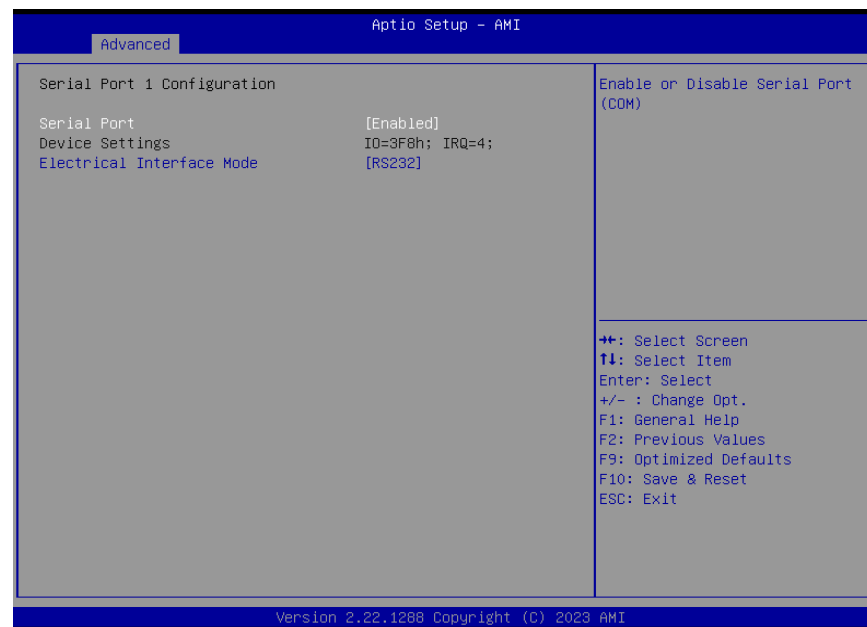 Aptio Setup – AMI
Advanced
Serial Port 1 Configuration
Serial Port [Enabled]
Device Settings IO=3F8h; IRQ=4;
Electrical Interface Mode [RS232]
Enable or Disable Serial Port
(COM)
→←: Select Screen
↑↓: Select Item
Enter: Select
+/- : Change Opt.
F1: General Help
F2: Previous Values
F9: Optimized Defaults
F10: Save & Reset
ESC: Exit
Version 2.22.1288 Copyright (C) 2023 AMI